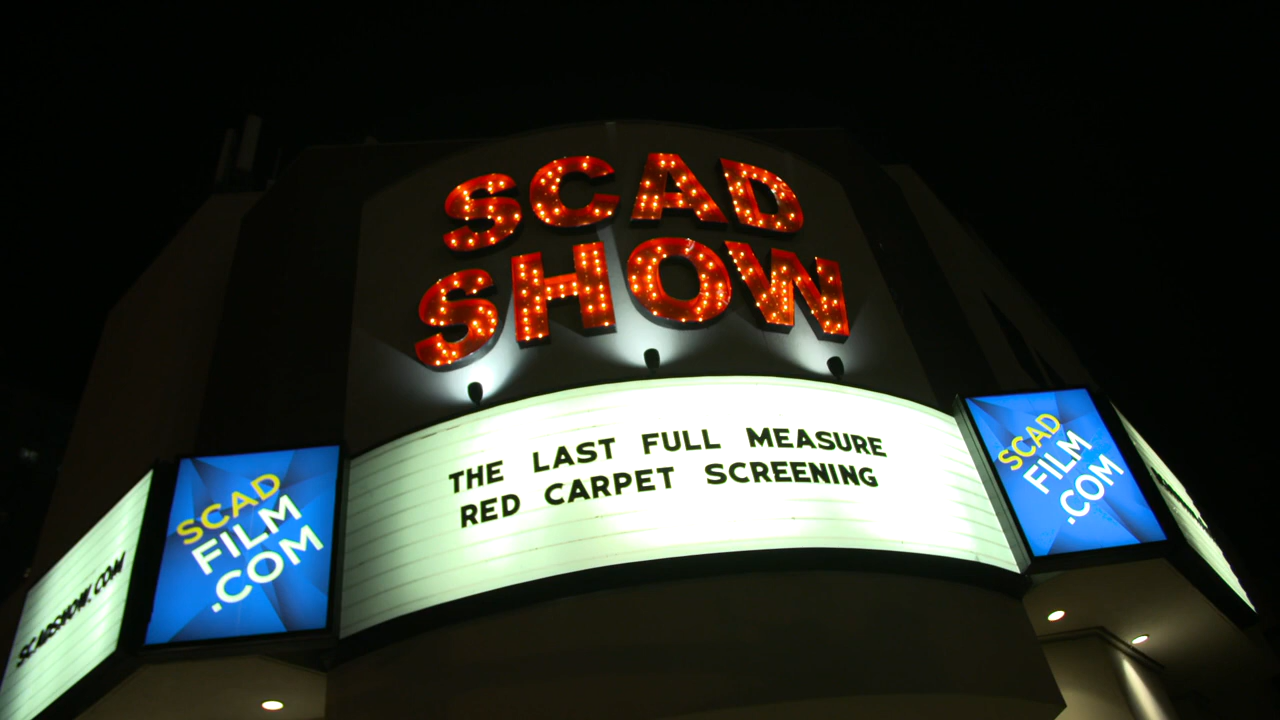 SCAD
SHOW
THE LAST FULL MEASURE
RED CARPET SCREENING
SCADSHOW.COM
SCAD
FILM
.COM
SCAD
FILM
.COM